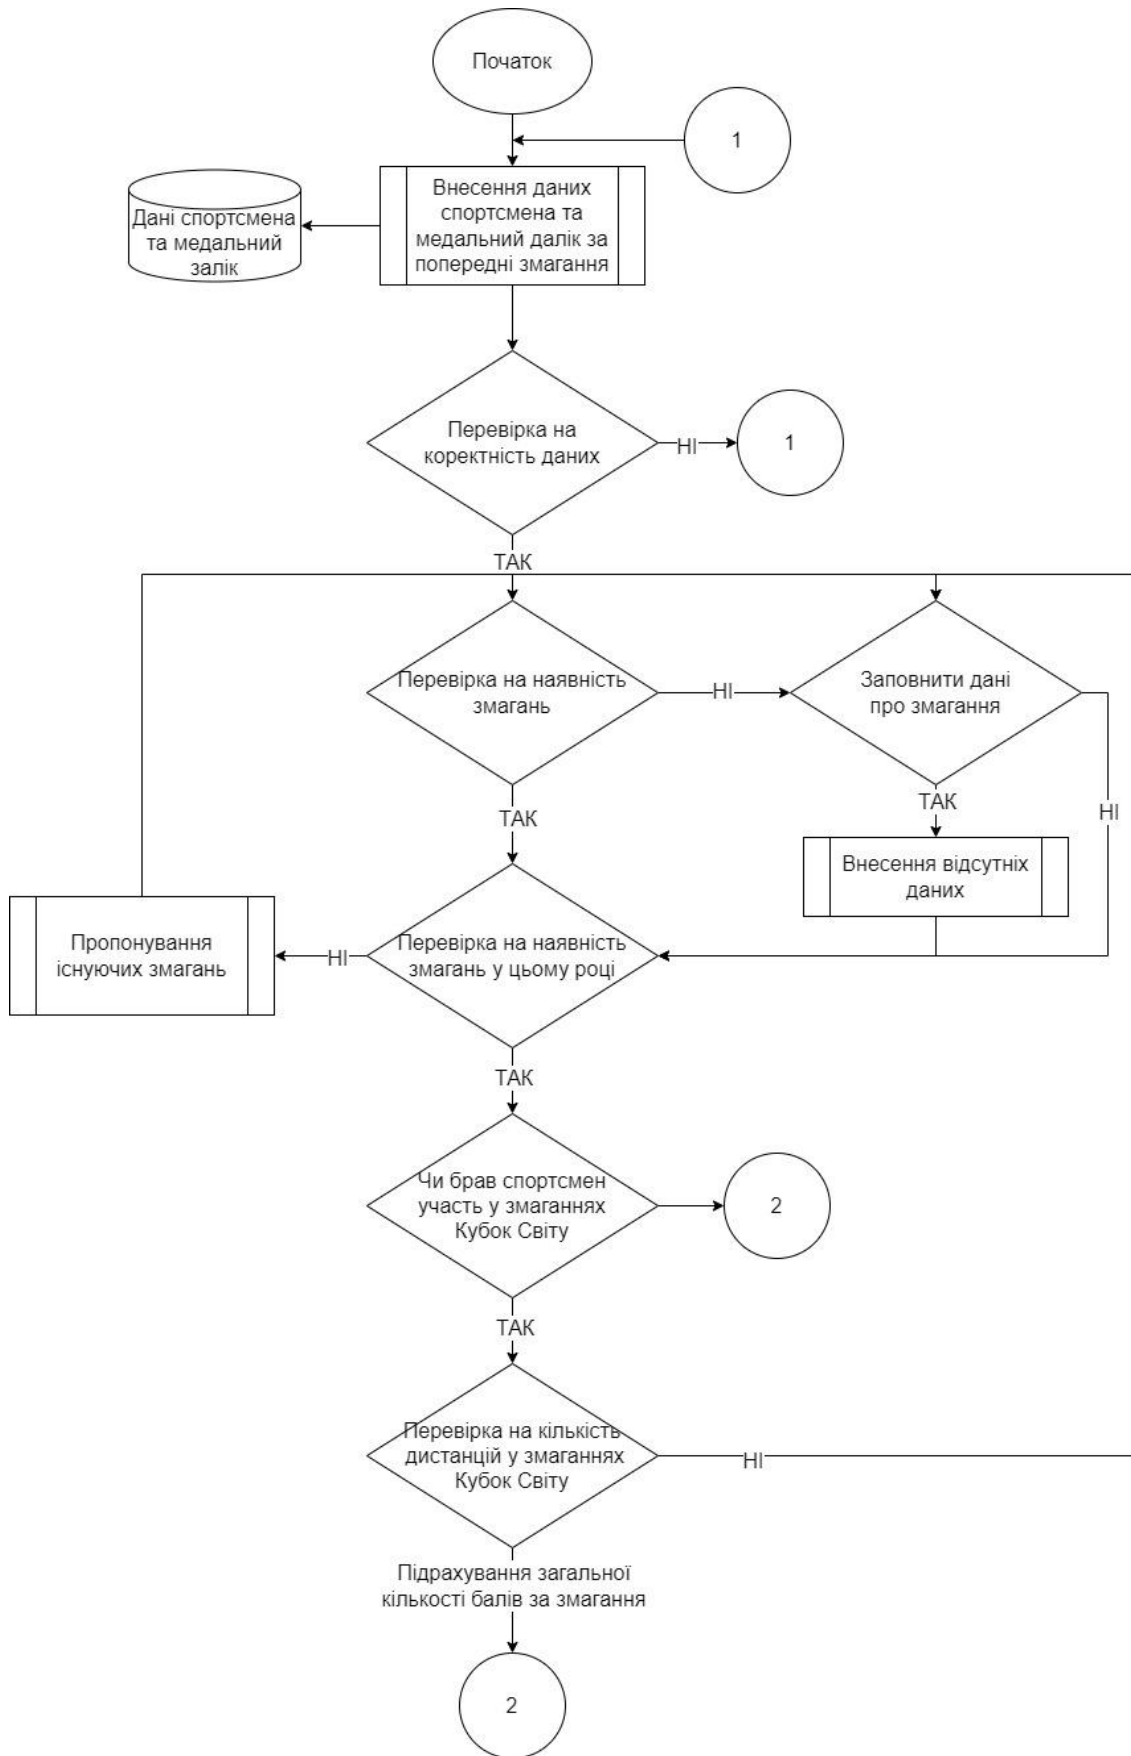 Початок
1
Внесення даних
спортсмена та
медальний далік за
попередні змагання
Дані спортсмена
та медальний
залік
Перевірка на
коректність даних
НІ
1
ТАК
Перевірка на наявність
змагань
НІ
Заповнити дані
про змагання
ТАК
ТАК
НІ
Внесення відсутніх
даних
Пропонування
існуючих змагань
НІ
Перевірка на наявність
змагань у цьому році
ТАК
Чи брав спортсмен
участь у змаганнях
Кубок Світу
2
ТАК
Перевірка на кількість
дистанцій у змаганнях
Кубок Світу
НІ
Підрахування загальної
кількості балів за змагання
2